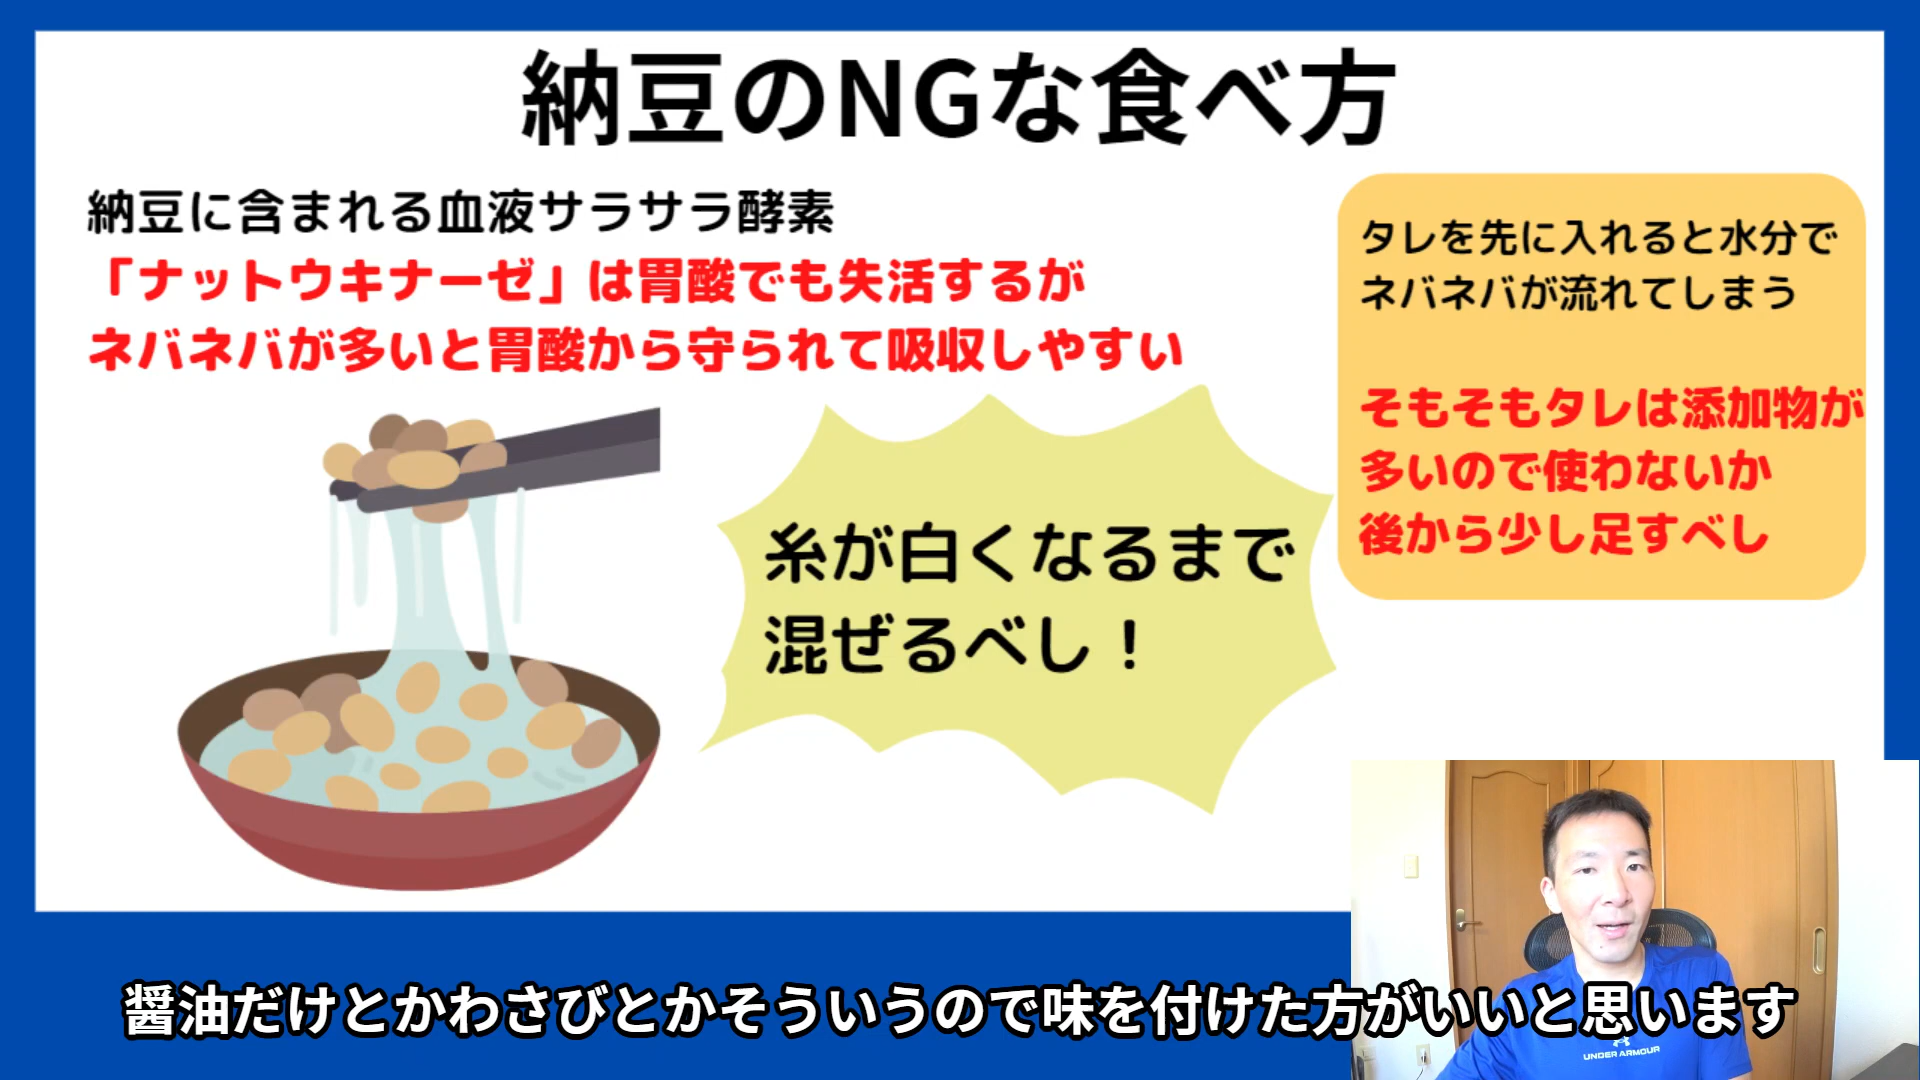 納豆のNGな食べ方
納豆に含まれる血液サラサラ酵素
「ナットウキナーゼ」は胃酸でも失活するが
ネバネバが多いと胃酸から守られて吸収しやすい
タレを先に入れると水分で
ネバネバが流れてしまう
そもそもタレは添加物が
多いので使わないか
後から少し足すべし
糸が白くなるまで
混ぜるべし！
醤油だけとかわさびとかそういうので味を付けた方がいいと思います
UNDER ARMOUR